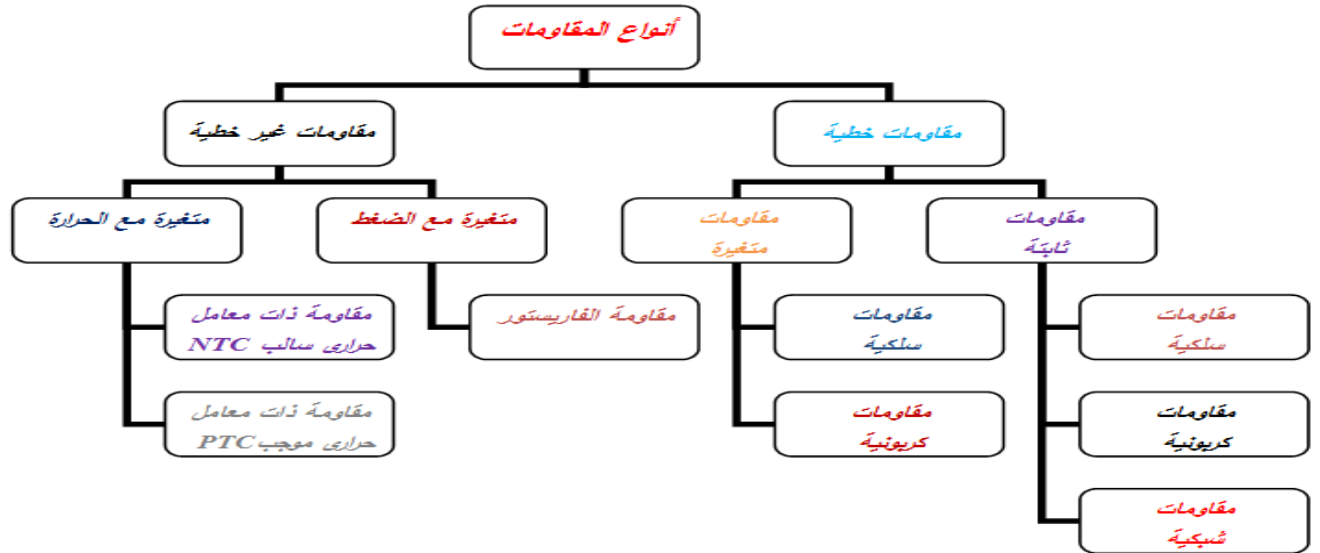 أنواع المقاومات
مقاومات خطية
مقاومات غير خطية
مقاومات
ثابتة
مقاومات
متغيرة
متغيرة مع الضغط
متغيرة مع الحرارة
مقاومات
سلكية
مقاومات
سلكية
مقاومة الفاريستور
مقاومة ذات معامل
حرارى سالب NTC
مقاومات
كربونية
مقاومات
كربونية
مقاومة ذات معامل
حرارى موجب PTC
مقاومات
شبكية